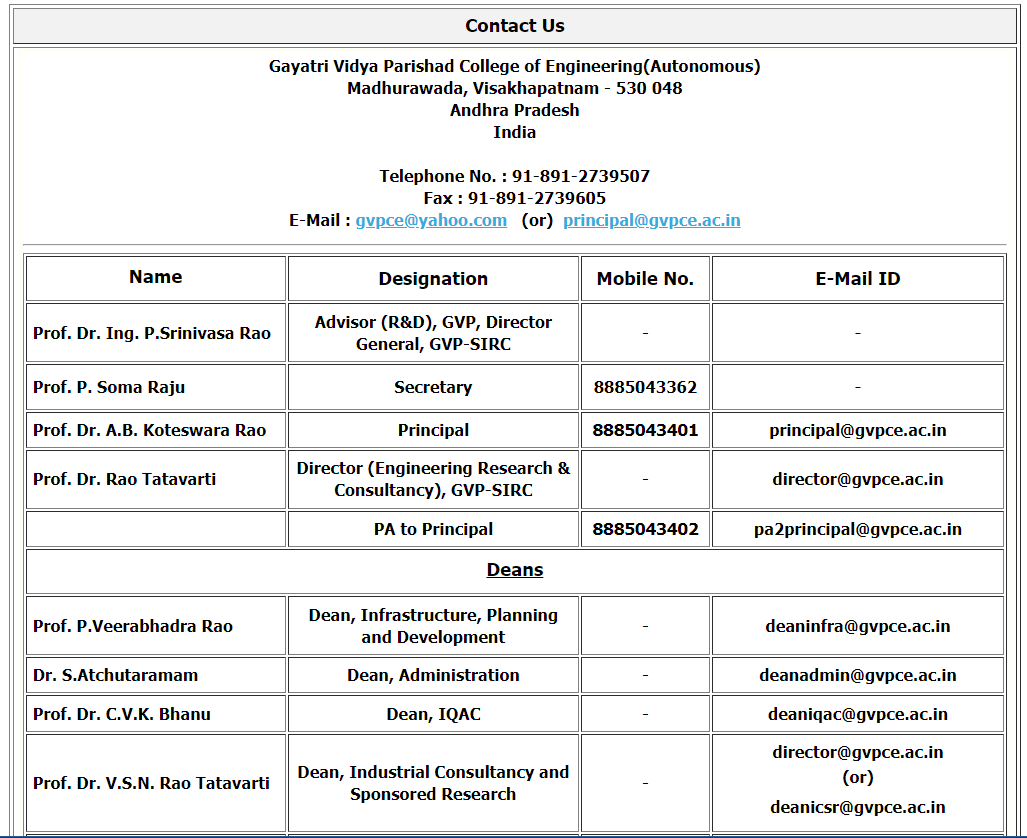 Contact Us
Gayatri Vidya Parishad College of Engineering(Autonomous)
Madhurawada, Visakhapatnam - 530 048
Andhra Pradesh
India
Telephone No. : 91-891-2739507
Fax : 91-891-2739605
E-Mail : gvpce@yahoo.com (or) principal@gvpce.ac.in
Name Designation Mobile No. E-Mail ID
Prof. Dr. Ing. P.Srinivasa Rao Advisor (R&D), GVP, Director
General, GVP-SIRC - -
Prof. P. Soma Raju Secretary 8885043362 -
Prof. Dr. A.B. Koteswara Rao Principal 8885043401 principal@gvpce.ac.in
Prof. Dr. Rao Tatavarti Director (Engineering Research &
Consultancy), GVP-SIRC - director@gvpce.ac.in
PA to Principal 8885043402 pa2principal@gvpce.ac.in
Deans
Prof. P.Veerabhadra Rao Dean, Infrastructure, Planning
and Development - deaninfra@gvpce.ac.in
Dr. S.Atchutaramam Dean, Administration - deanadmin@gvpce.ac.in
Prof. Dr. C.V.K. Bhanu Dean, IQAC - deaniqac@gvpce.ac.in
Prof. Dr. V.S.N. Rao Tatavarti Dean, Industrial Consultancy and
Sponsored Research - director@gvpce.ac.in
(or)
deanicsr@gvpce.ac.in